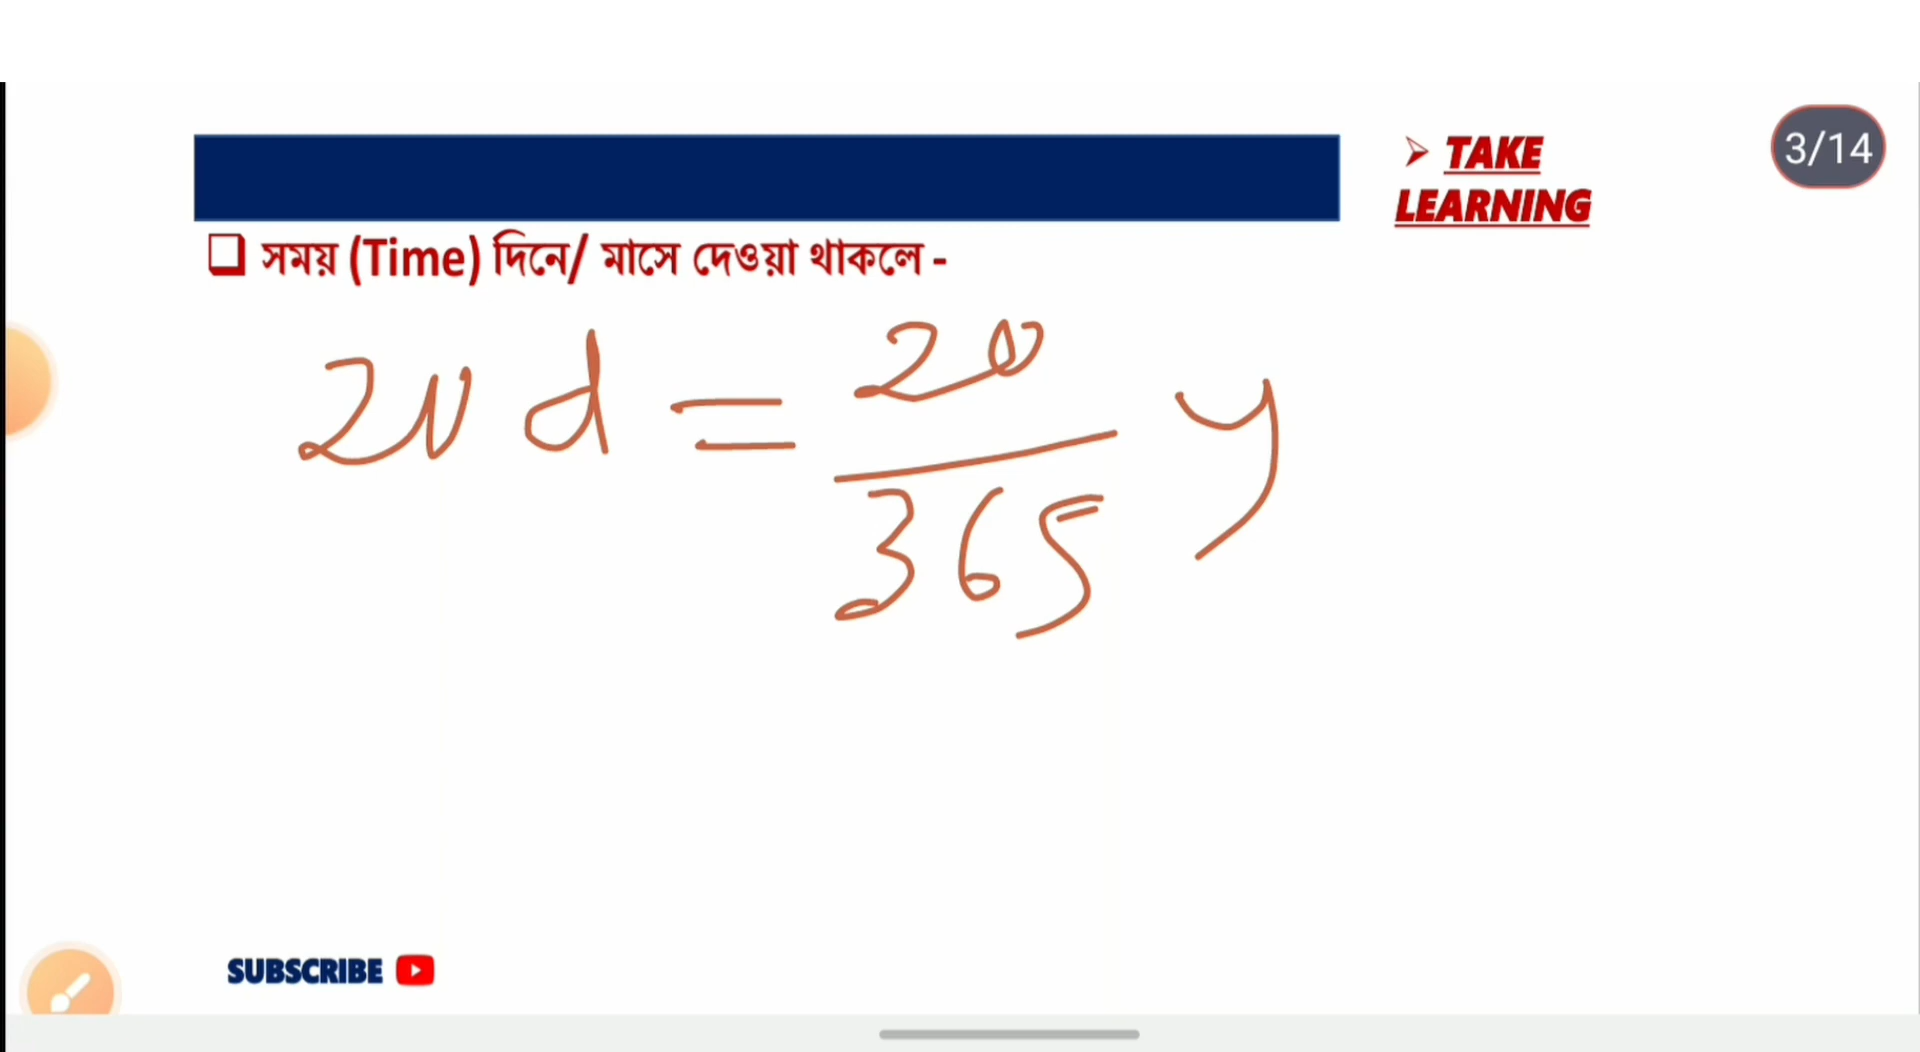 ➢ TAKE
LEARNING
3/14
❑ সময় (Time) দিনে/ মাসে দেওয়া থাকলে -
20 d = 20/365 y
SUBSCRIBE